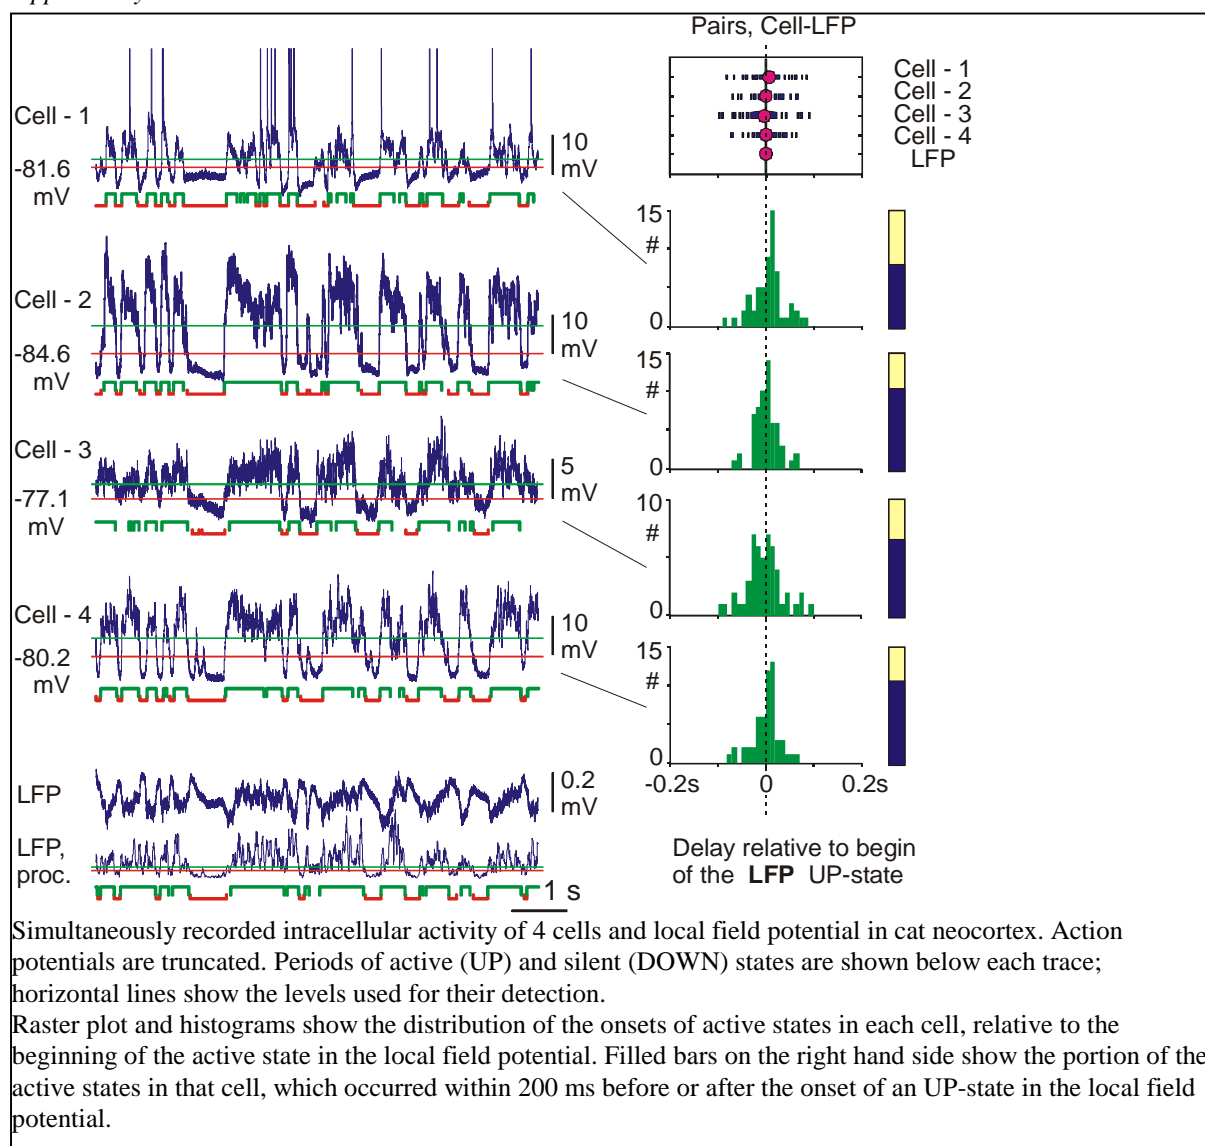 Pairs, Cell-LFP
Cell - 1
-81.6
mV
10
mV
Cell - 2
-84.6
mV
10
mV
Cell - 3
-77.1
mV
5
mV
Cell - 4
-80.2
mV
10
mV
LFP
0.2
mV
LFP,
proc.
1 s
Cell - 1
Cell - 2
Cell - 3
Cell - 4
LFP
15
#
0
15
#
0
10
#
0
15
#
0
-0.2s 0 0.2s
Delay relative to begin
of the LFP UP-state
Simultaneously recorded intracellular activity of 4 cells and local field potential in cat neocortex. Action
potentials are truncated. Periods of active (UP) and silent (DOWN) states are shown below each trace;
horizontal lines show the levels used for their detection.
Raster plot and histograms show the distribution of the onsets of active states in each cell, relative to the
beginning of the active state in the local field potential. Filled bars on the right hand side show the portion of the
active states in that cell, which occurred within 200 ms before or after the onset of an UP-state in the local field
potential.